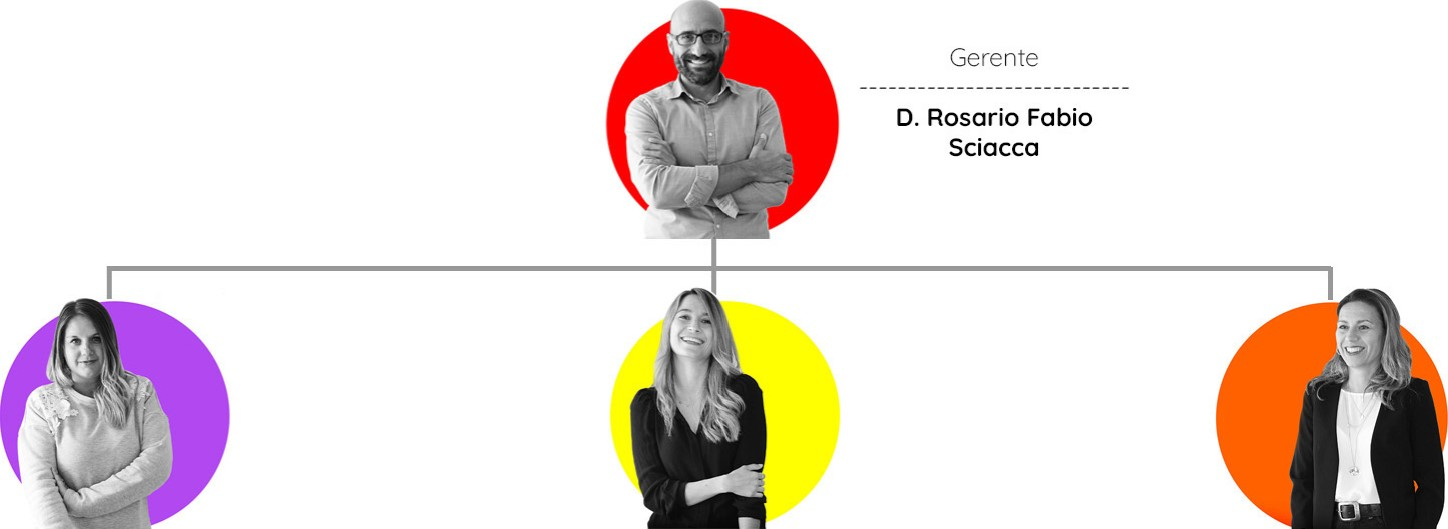 Gerente
D. Rosario Fabio
Sciacca